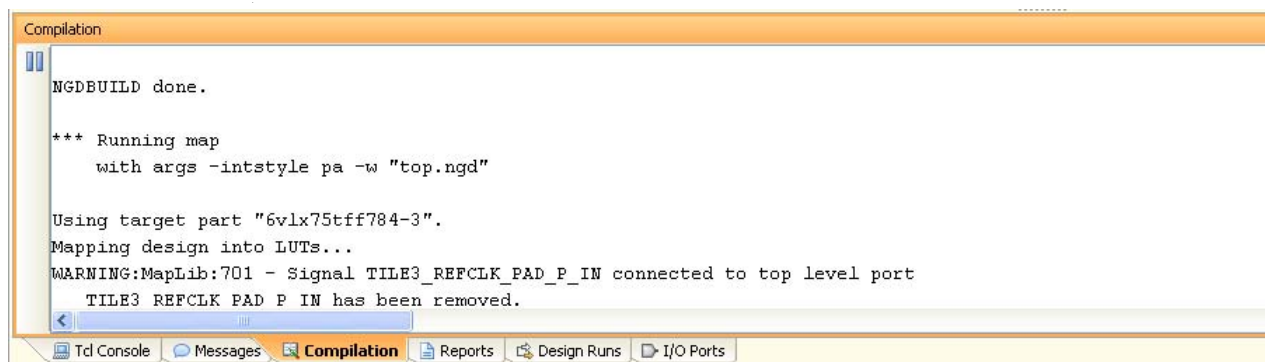 Compilation
NGDBUILD done.
*** Running map
with args -intstyle pa -w "top.ngd"
Using target part "6vlx75tff784-3".
Mapping design into LUTs...
WARNING:MapLib:701 - Signal TILE3_REFCLK_PAD_P_IN connected to top level port
TILE3_REFCLK_PAD_P_IN has been removed.
Tcl Console Messages Compilation Reports Design Runs I/O Ports